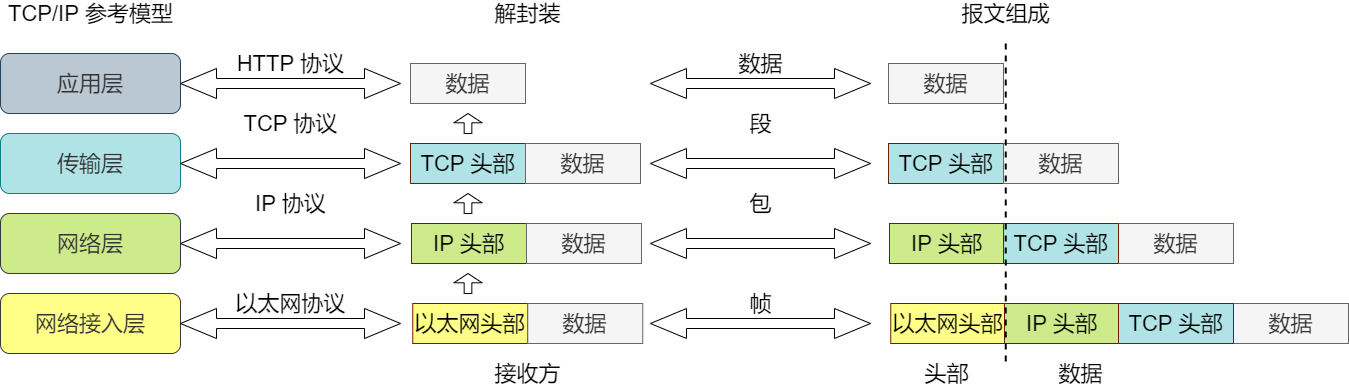 TCP/IP 参考模型 解封装 报文组成
HTTP 协议 数据
应用层 数据 数据
TCP 协议 段
传输层 TCP 头部 数据 TCP 头部 数据
IP 协议 包
网络层 IP 头部 数据 IP 头部 TCP 头部 数据
以太网协议 帧
网络接入层 以太网头部 数据 以太网头部 IP 头部 TCP 头部 数据
接收方 头部 数据